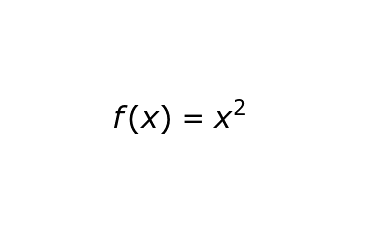 f(x) = x²